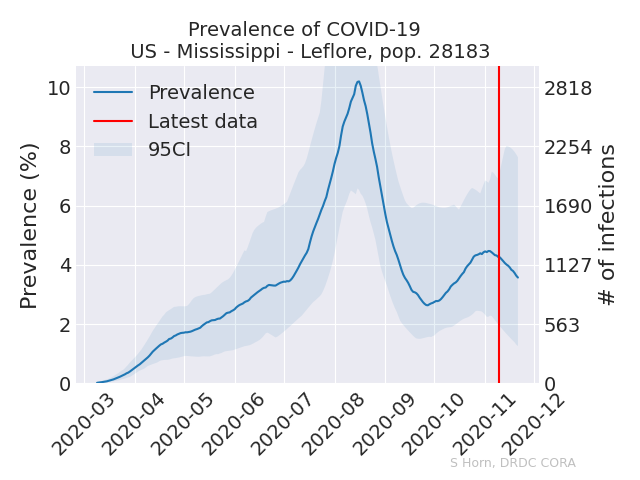 Prevalence of COVID-19
US - Mississippi - Leflore, pop. 28183
Prevalence
Latest data
95CI
Prevalence (%)
10
8
6
4
2
0
2818
2254
1690
1127
563
0
# of infections
2020-03
2020-04
2020-05
2020-06
2020-07
2020-08
2020-09
2020-10
2020-11
2020-12
S Horn, DRDC CORA